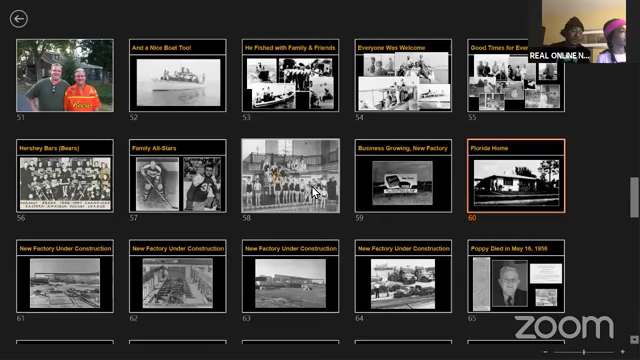 REAL ONLINE N...
And a Nice Boat Too!
He Fished with Family & Friends
Everyone Was Welcome
Good Times for Ever
51
52
53
54
55
Hershey Bars (Bears)
Family All-Stars
Business Growing, New Factory
Florida Home
56
57
58
59
60
New Factory Under Construction
New Factory Under Construction
New Factory Under Construction
New Factory Under Construction
Poppy Died in May 16, 1956
61
62
63
64
65
zoom